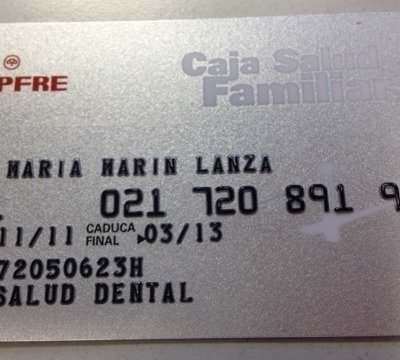 PFRE
Caja Salud
Familiar
MARIA MARIN LANZA
021 720 891 9
11/11 CADUCA FINAL 03/13
72050623H
SALUD DENTAL